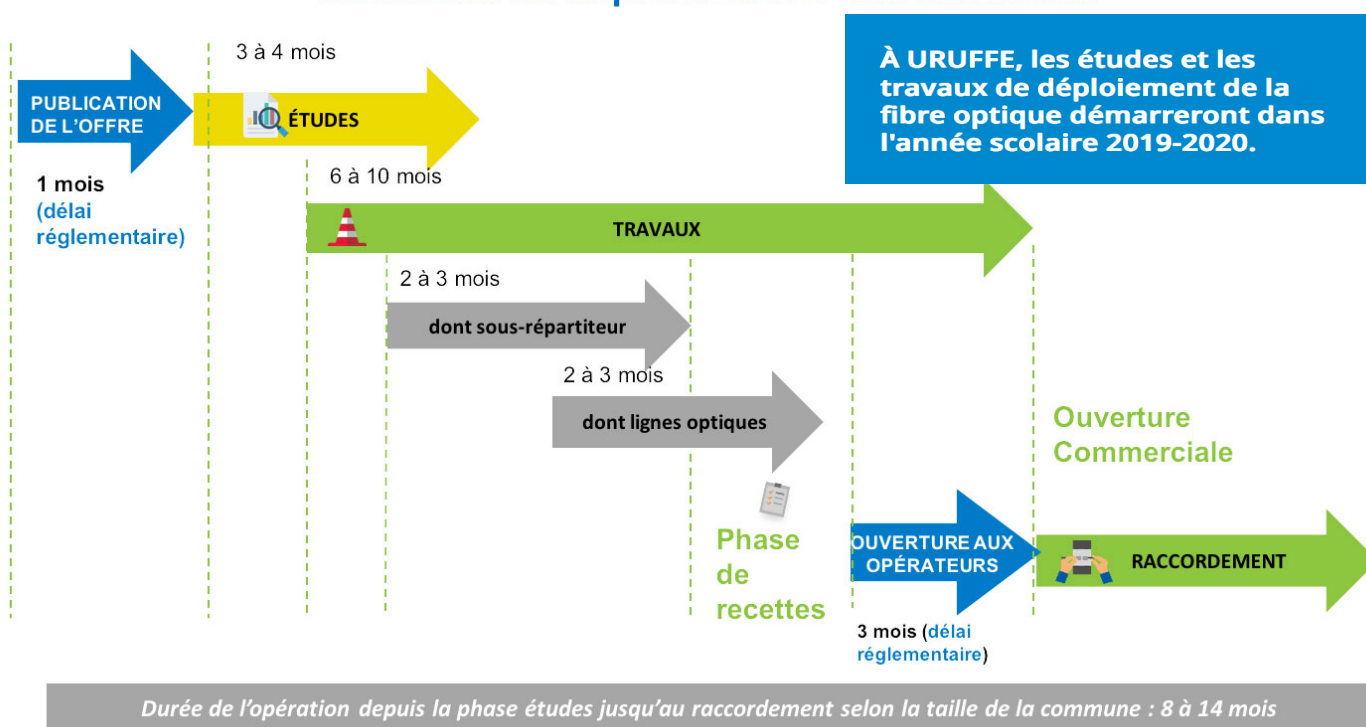 3 à 4 mois
À URUFFE, les études et les
travaux de déploiement de la
fibre optique démarreront dans
l'année scolaire 2019-2020.
PUBLICATION
DE L'OFFRE
ÉTUDES
1 mois
(délai
réglementaire)
6 à 10 mois
TRAVAUX
2 à 3 mois
dont sous-répartiteur
2 à 3 mois
dont lignes optiques
Ouverture
Commerciale
Phase
de
recettes
OUVERTURE AUX
OPÉRATEURS
RACCORDEMENT
3 mois (délai
réglementaire)
Durée de l'opération depuis la phase études jusqu'au raccordement selon la taille de la commune : 8 à 14 mois